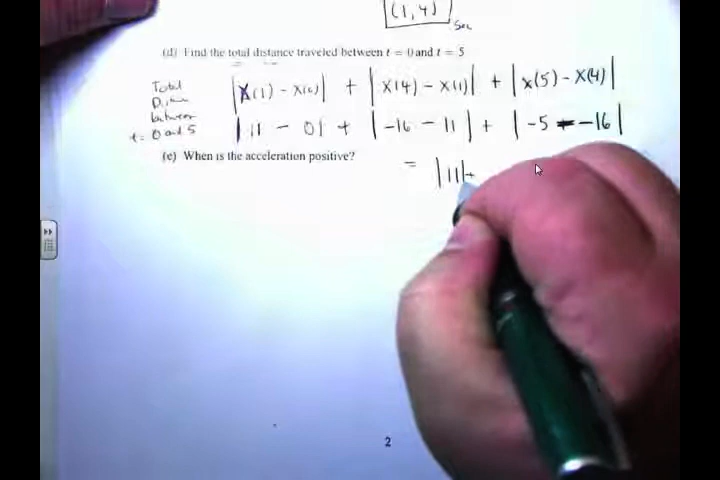 (1,4) sec
(d) Find the total distance traveled between t = 0 and t = 5
Total Distance between t = 0 and 5
|x(1) - x(0)| + |x(4) - x(1)| + |x(5) - x(4)|
|11 - 0| + |-16 - 11| + |-5 - -16|
(e) When is the acceleration positive?
= |11| +
2